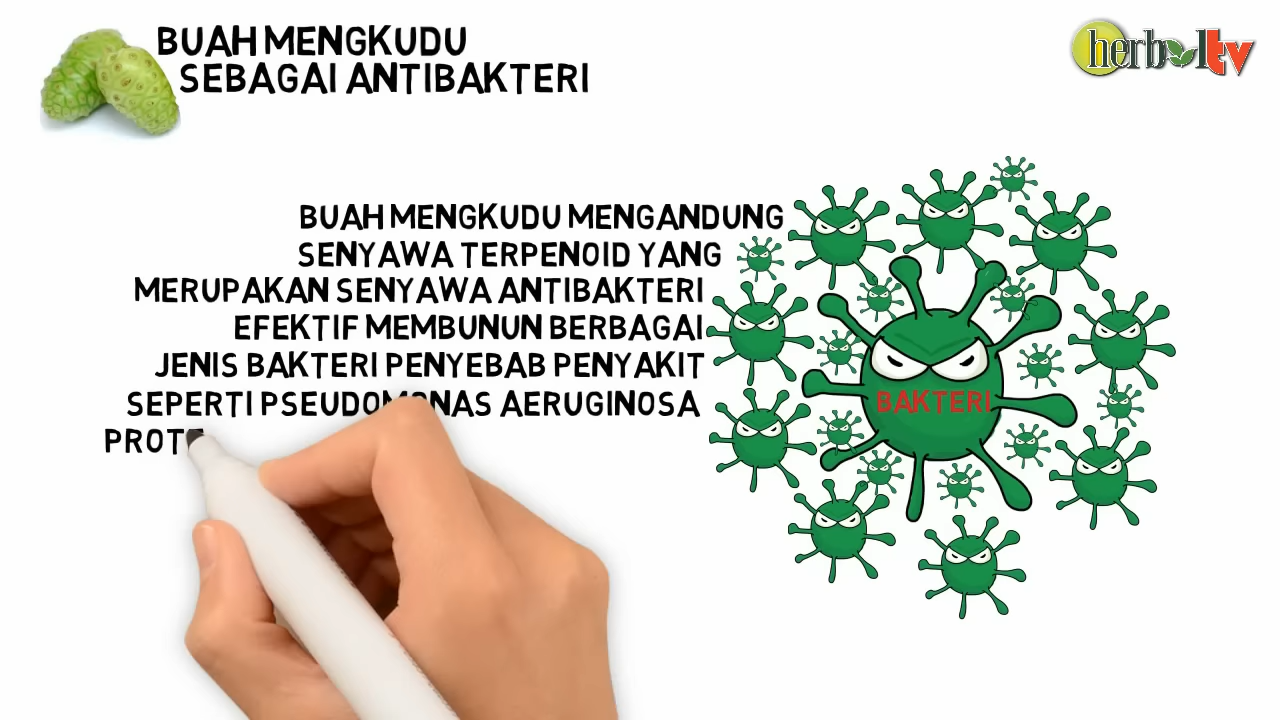 BUAH MENGKUDU
SEBAGAI ANTIBAKTERI
herbal tv
BUAH MENGKUDU MENGANDUNG
SENYAWA TERPENOID YANG
MERUPAKAN SENYAWA ANTIBAKTERI
EFEKTIF MEMBUNUN BERBAGAI
JENIS BAKTERI PENYEBAB PENYAKIT
SEPERTI PSEUDOMONAS AERUGINOSA
PROTE
BAKTERI